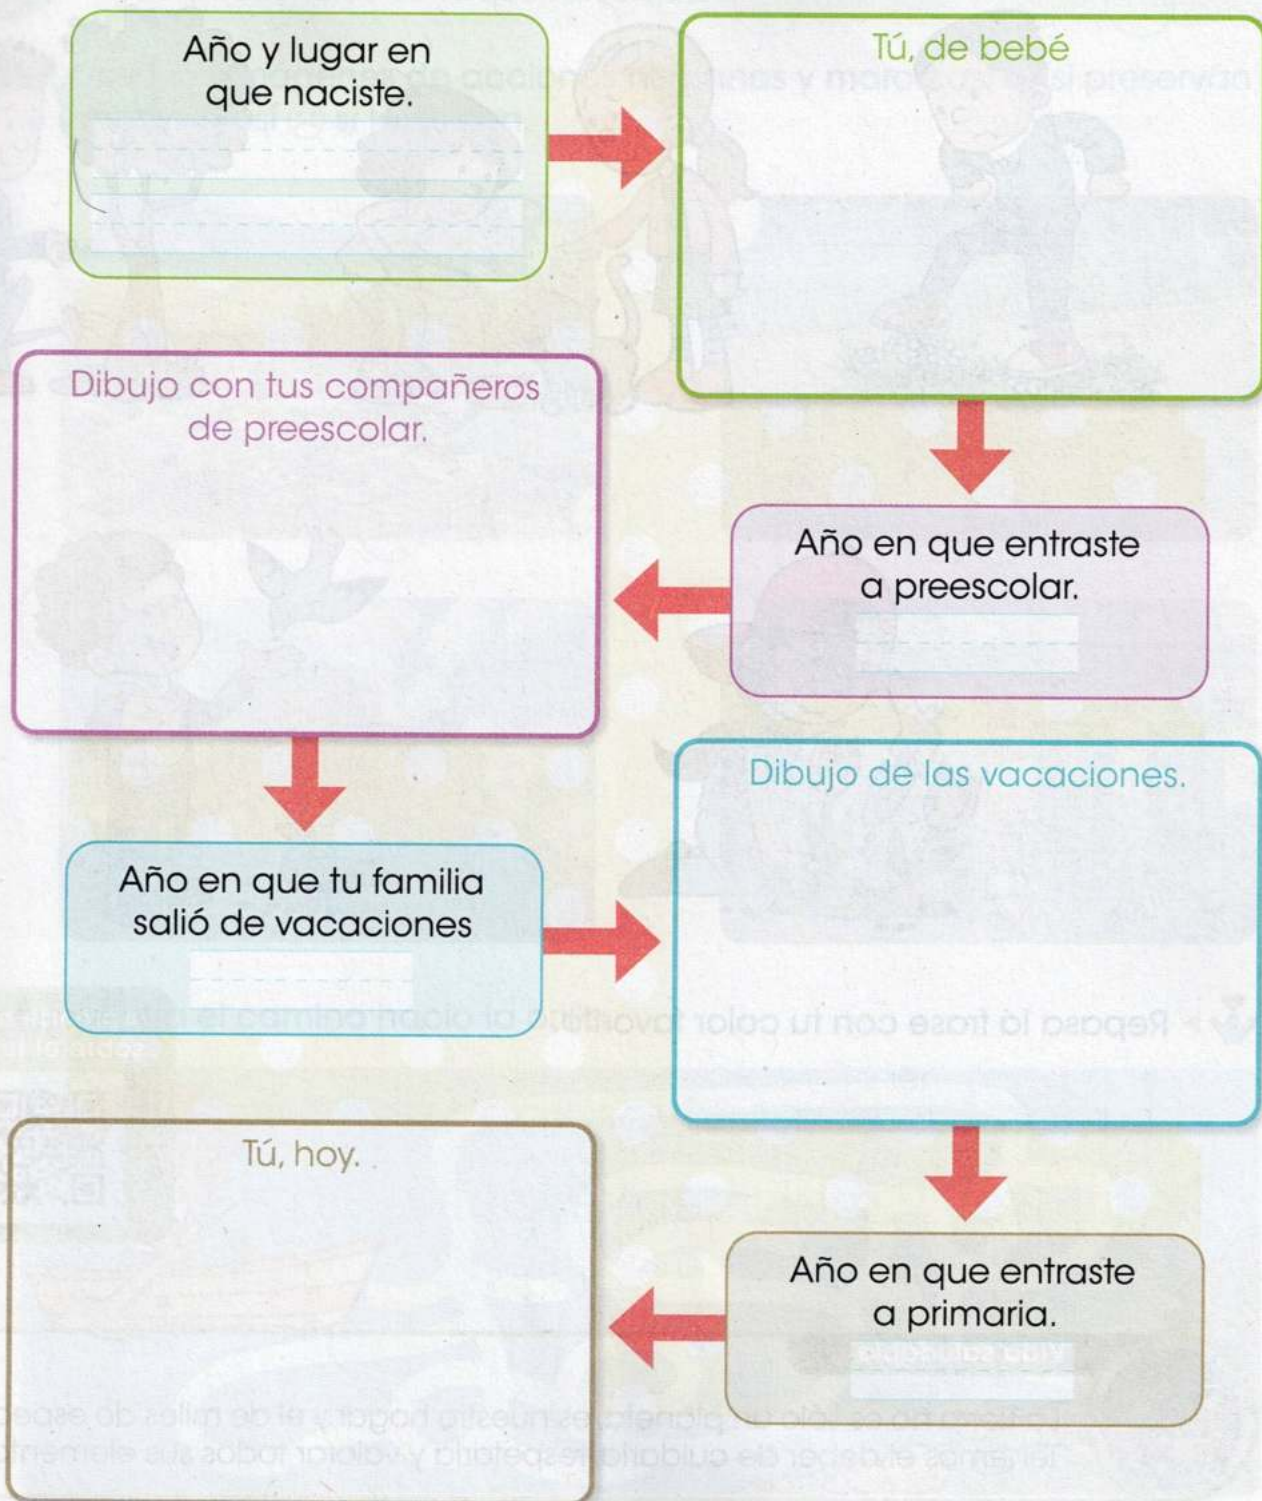 Año y lugar en
que naciste.
Tú, de bebé
Año en que entraste
a preescolar.
Dibujo con tus compañeros
de preescolar.
Año en que tu familia
salió de vacaciones
Dibujo de las vacaciones.
Año en que entraste
a primaria.
Tú, hoy.